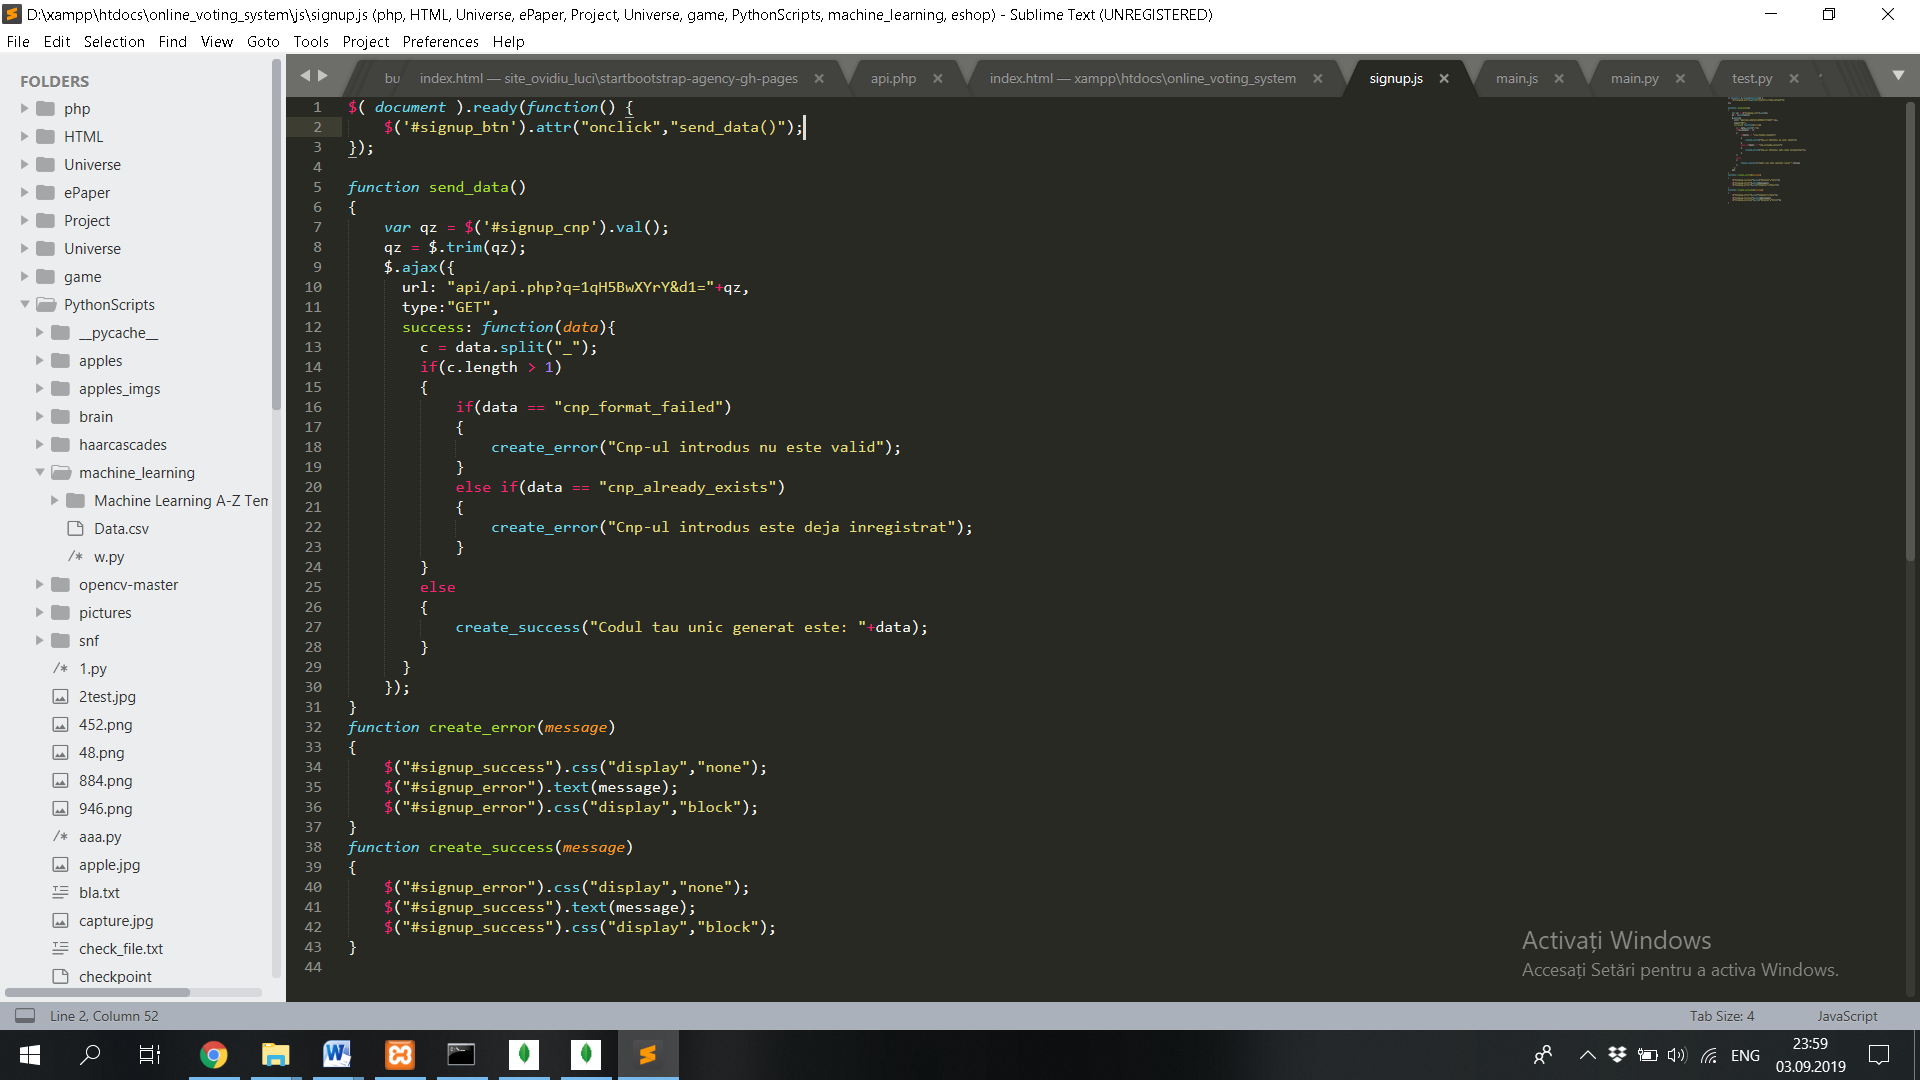 D:\xampp\htdocs\online_voting_system\js\signup.js (php, HTML, Universe, ePaper, Project, Universe, game, PythonScripts, machine_learning, eshop) - Sublime Text (UNREGISTERED)
File Edit Selection Find View Goto Tools Project Preferences Help
FOLDERS
php
HTML
Universe
ePaper
Project
Universe
game
PythonScripts
__pycache__
apples
apples_imgs
brain
haarcascades
machine_learning
Machine Learning A-Z Tem
Data.csv
/* w.py
opencv-master
pictures
snf
/* 1.py
2test.jpg
452.png
48.png
884.png
946.png
/* aaa.py
apple.jpg
bla.txt
capture.jpg
check_file.txt
checkpoint
bu index.html — site_ovidiu_luci\startbootstrap-agency-gh-pages × api.php × index.html — xampp\htdocs\online_voting_system × signup.js × main.js × main.py × test.py ×
1 $( document ).ready(function() {
2     $('#signup_btn').attr("onclick","send_data()");
3 });
4
5 function send_data()
6 {
7     var qz = $('#signup_cnp').val();
8     qz = $.trim(qz);
9     $.ajax({
10       url: "api/api.php?q=1qH5BwXYrY&d1="+qz,
11       type:"GET",
12       success: function(data){
13         c = data.split("_");
14         if(c.length > 1)
15         {
16             if(data == "cnp_format_failed")
17             {
18                 create_error("Cnp-ul introdus nu este valid");
19             }
20             else if(data == "cnp_already_exists")
21             {
22                 create_error("Cnp-ul introdus este deja inregistrat");
23             }
24         }
25         else
26         {
27             create_success("Codul tau unic generat este: "+data);
28         }
29       }
30     });
31 }
32 function create_error(message)
33 {
34     $("#signup_success").css("display","none");
35     $("#signup_error").text(message);
36     $("#signup_error").css("display","block");
37 }
38 function create_success(message)
39 {
40     $("#signup_error").css("display","none");
41     $("#signup_success").text(message);
42     $("#signup_success").css("display","block");
43 }
44
Activați Windows
Accesați Setări pentru a activa Windows.
Line 2, Column 52 Tab Size: 4 JavaScript
ENG 23:59
03.09.2019